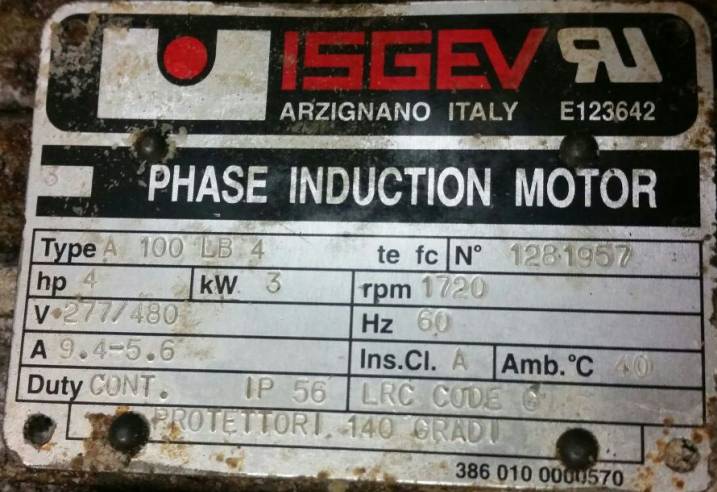 ISGEV RU
ARZIGNANO ITALY E123642
3 PHASE INDUCTION MOTOR
Type A 100 LB 4 te fc N° 1281957
hp 4 kW 3 rpm 1720
V 277/480 Hz 60
A 9.4-5.6 Ins.Cl. A Amb.°C 40
Duty CONT. IP 56 LRC CODE G
PROTETTORI 140 GRADI
386 010 0000570